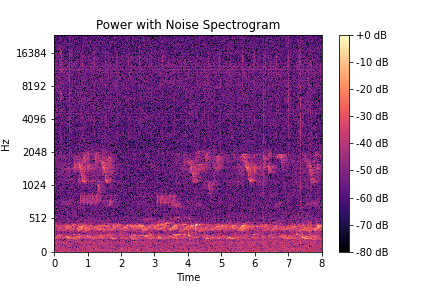 Power with Noise Spectrogram
Hz
16384
8192
4096
2048
1024
512
0
0 1 2 3 4 5 6 7 8
Time
+0 dB
-10 dB
-20 dB
-30 dB
-40 dB
-50 dB
-60 dB
-70 dB
-80 dB